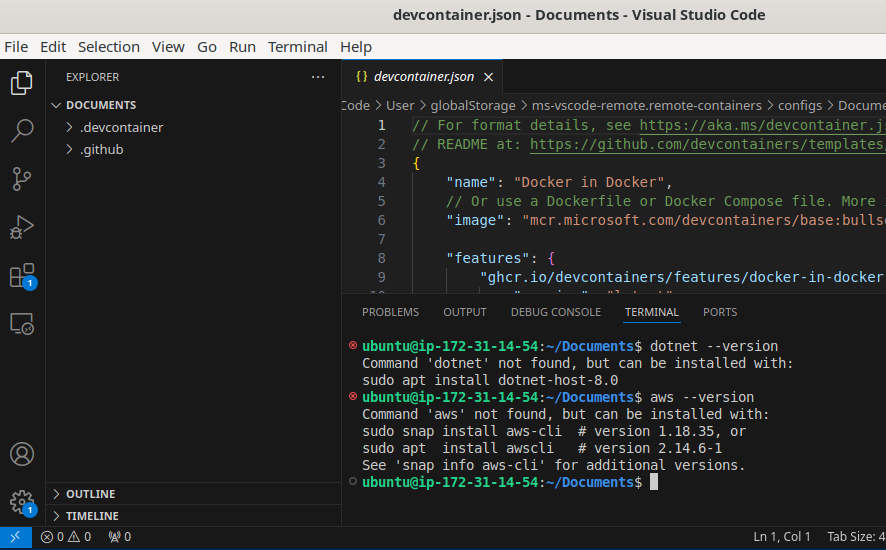 devcontainer.json - Documents - Visual Studio Code
File Edit Selection View Go Run Terminal Help
EXPLORER
DOCUMENTS
.devcontainer
.github
OUTLINE
TIMELINE
{} devcontainer.json
Code > User > globalStorage > ms-vscode-remote.remote-containers > configs > Docume
1 // For format details, see https://aka.ms/devcontainer.j
2 // README at: https://github.com/devcontainers/templates/
3 {
4 "name": "Docker in Docker",
5 // Or use a Dockerfile or Docker Compose file. More
6 "image": "mcr.microsoft.com/devcontainers/base:bullse
7
8 "features": {
9 "ghcr.io/devcontainers/features/docker-in-docker
PROBLEMS OUTPUT DEBUG CONSOLE TERMINAL PORTS
ubuntu@ip-172-31-14-54:~/Documents$ dotnet --version
Command 'dotnet' not found, but can be installed with:
sudo apt install dotnet-host-8.0
ubuntu@ip-172-31-14-54:~/Documents$ aws --version
Command 'aws' not found, but can be installed with:
sudo snap install aws-cli # version 1.18.35, or
sudo apt install awscli # version 2.14.6-1
See 'snap info aws-cli' for additional versions.
ubuntu@ip-172-31-14-54:~/Documents$
1
1
0 0 0
Ln 1, Col 1 Tab Size: 4